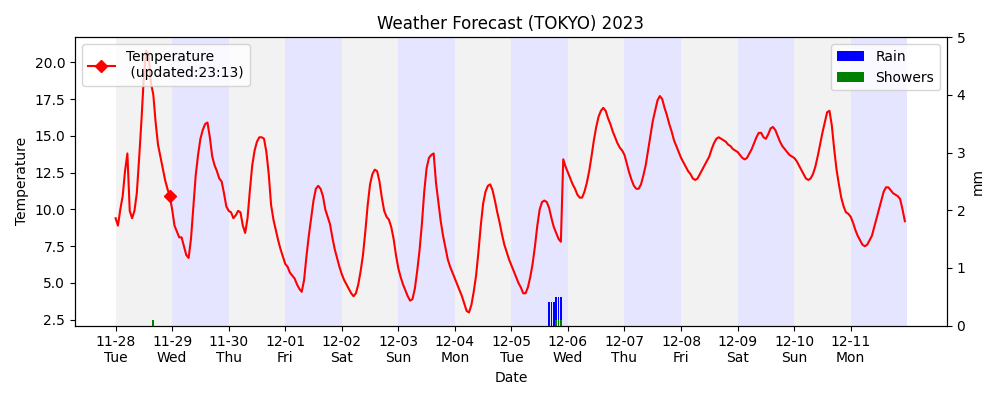 Weather Forecast (TOKYO) 2023
Temperature
(updated:23:13)
Rain
Showers
Temperature
20.0
17.5
15.0
12.5
10.0
7.5
5.0
2.5
5
4
3
2
1
0
mm
11-28 11-29 11-30 12-01 12-02 12-03 12-04 12-05 12-06 12-07 12-08 12-09 12-10 12-11
Tue Wed Thu Fri Sat Sun Mon Tue Wed Thu Fri Sat Sun Mon
Date